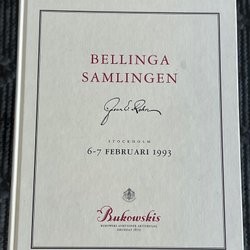 BELLINGA
SAMLINGEN
STOCKHOLM
6-7 FEBRUARI 1993
Bukowskis